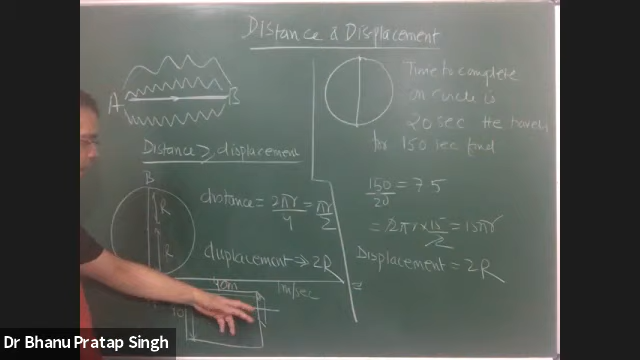 Distance & Displacement
A B
Distance ≥ displacement
B
R
R
distance = 2πr/4 = πr/2
displacement ⇒ 2R
40m
1m/sec
10
Time to complete
on circle is
20 sec He travels
for 150 sec find
150/20 = 7.5
= 2πr × 15/2 = 15πr
Displacement = 2R
=
Dr Bhanu Pratap Singh